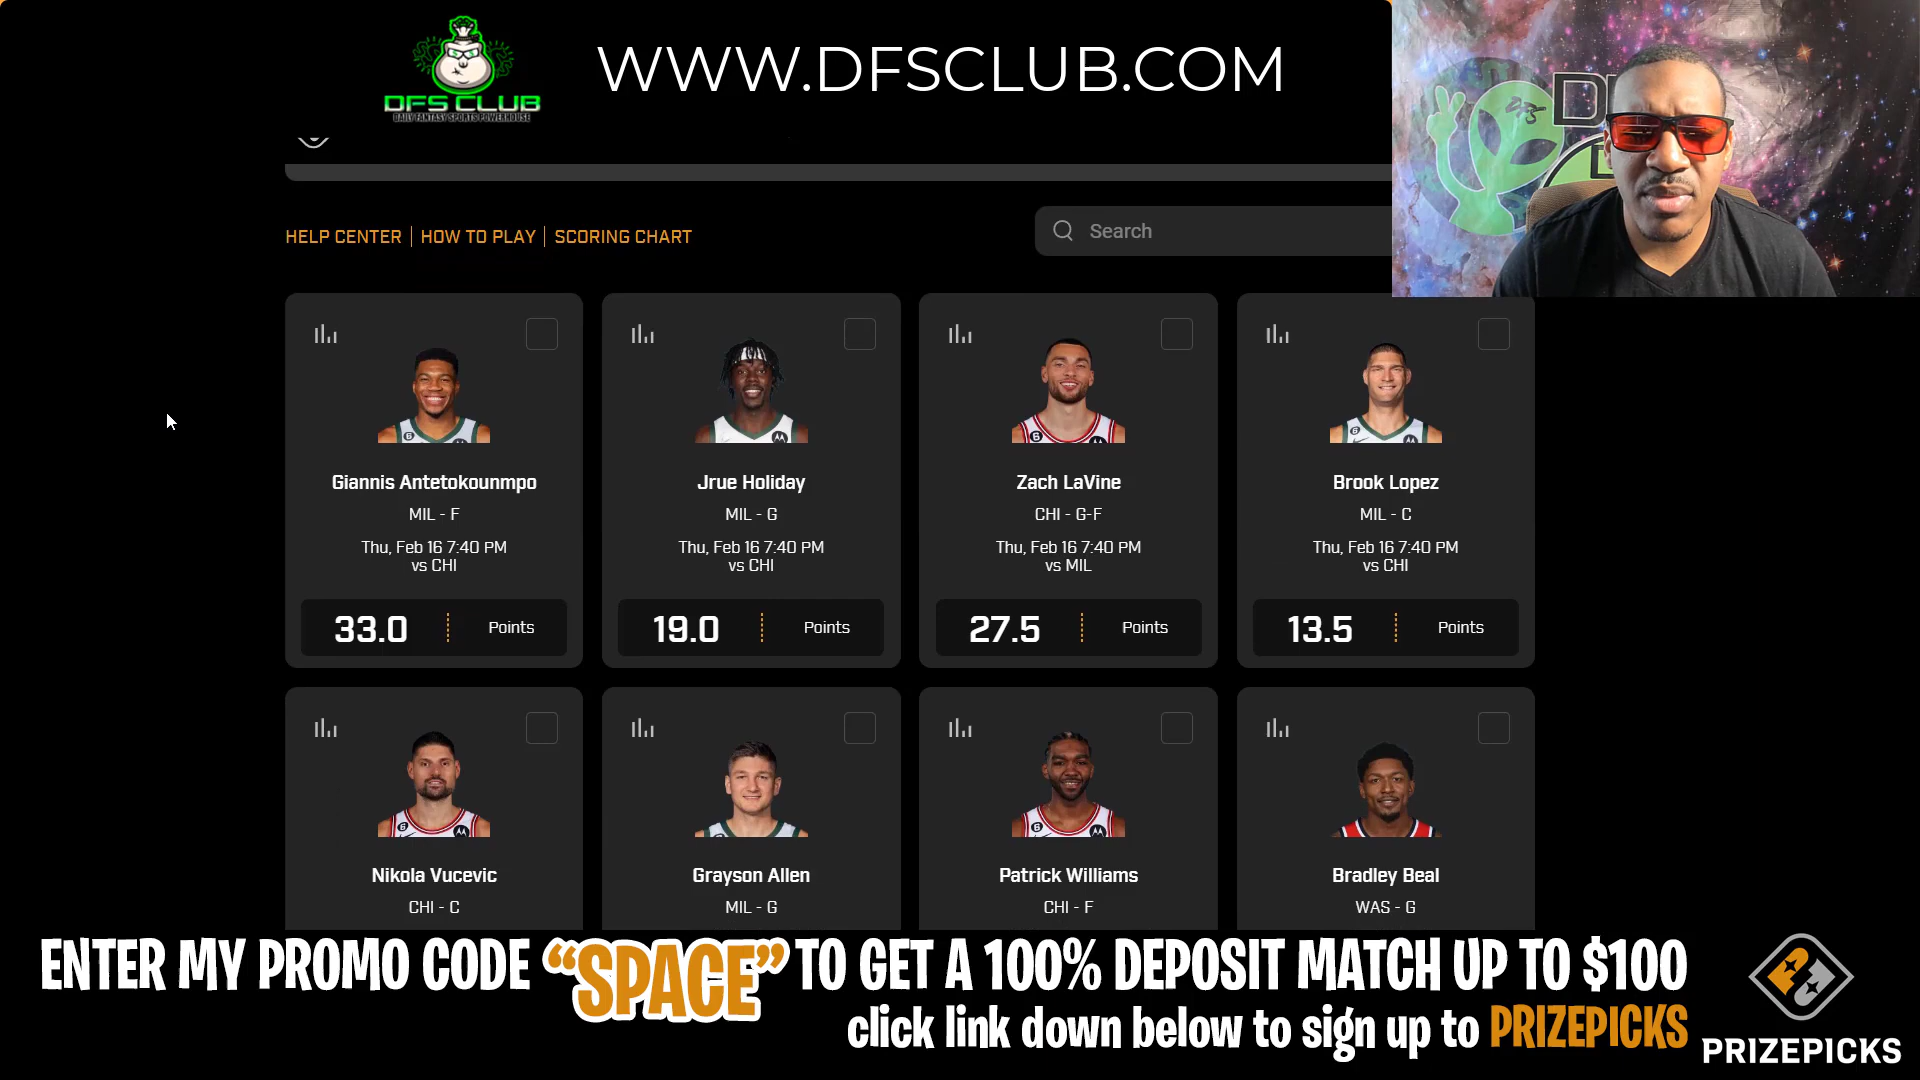 WWW.DFSCLUB.COM
DFS CLUB
DAILY FANTASY SPORTS POWERHOUSE
HELP CENTER | HOW TO PLAY | SCORING CHART
Search
Giannis Antetokounmpo
MIL - F
Thu, Feb 16 7:40 PM
vs CHI
33.0 Points
Jrue Holiday
MIL - G
Thu, Feb 16 7:40 PM
vs CHI
19.0 Points
Zach LaVine
CHI - G-F
Thu, Feb 16 7:40 PM
vs MIL
27.5 Points
Brook Lopez
MIL - C
Thu, Feb 16 7:40 PM
vs CHI
13.5 Points
Nikola Vucevic
CHI - C
Grayson Allen
MIL - G
Patrick Williams
CHI - F
Bradley Beal
WAS - G
ENTER MY PROMO CODE “SPACE” TO GET A 100% DEPOSIT MATCH UP TO $100
click link down below to sign up to PRIZEPICKS
PRIZEPICKS